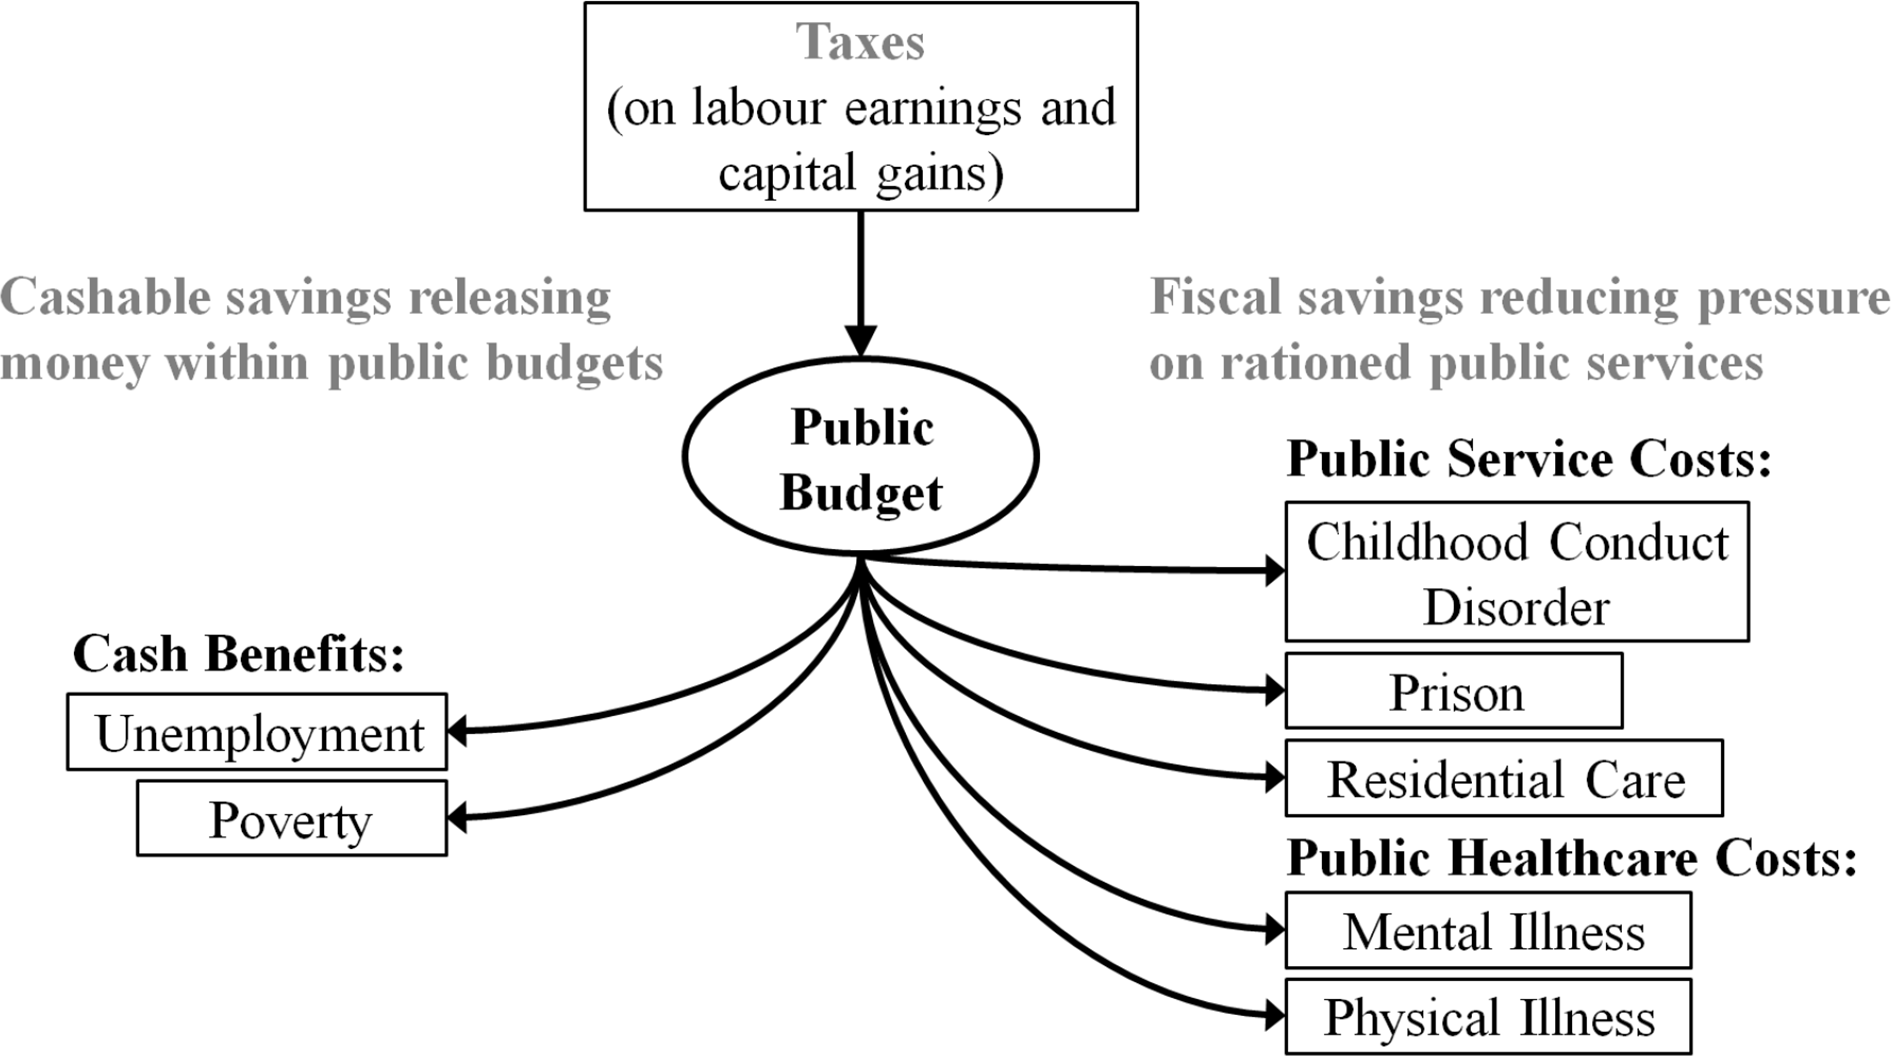 Taxes
(on labour earnings and
capital gains)
Cashable savings releasing
money within public budgets
Fiscal savings reducing pressure
on rationed public services
Public
Budget
Cash Benefits:
Unemployment
Poverty
Public Service Costs:
Childhood Conduct
Disorder
Prison
Residential Care
Public Healthcare Costs:
Mental Illness
Physical Illness